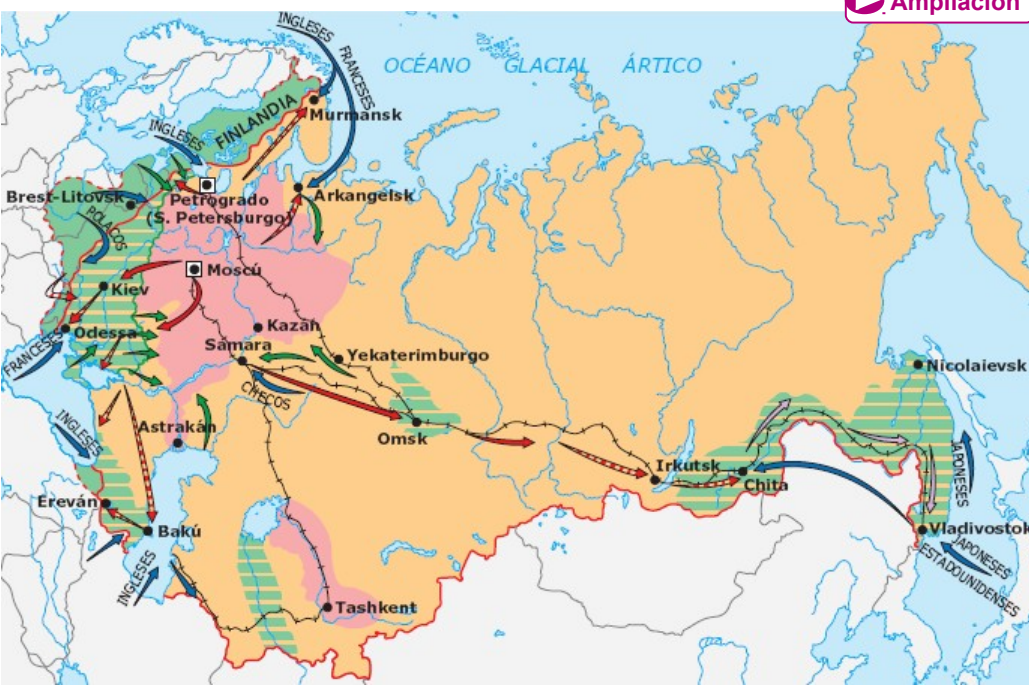 Ampliación
INGLESES
FRANCESES
OCÉANO GLACIAL ÁRTICO
Murmansk
FINLANDIA
INGLESES
Arkangelsk
Petrogrado
(S. Petersburgo)
Brest-Litovsk
POLACOS
Moscú
Kiev
Kazán
Odessa
Sámara
Yekaterimburgo
Nicolaievsk
FRANCESES
CHECOS
Omsk
INGLESES
Astrakán
Irkutsk
Chita
JAPONESES
Ereván
Bakú
Vladivostok
JAPONESES
ESTADOUNIDENSES
INGLESES
Tashkent